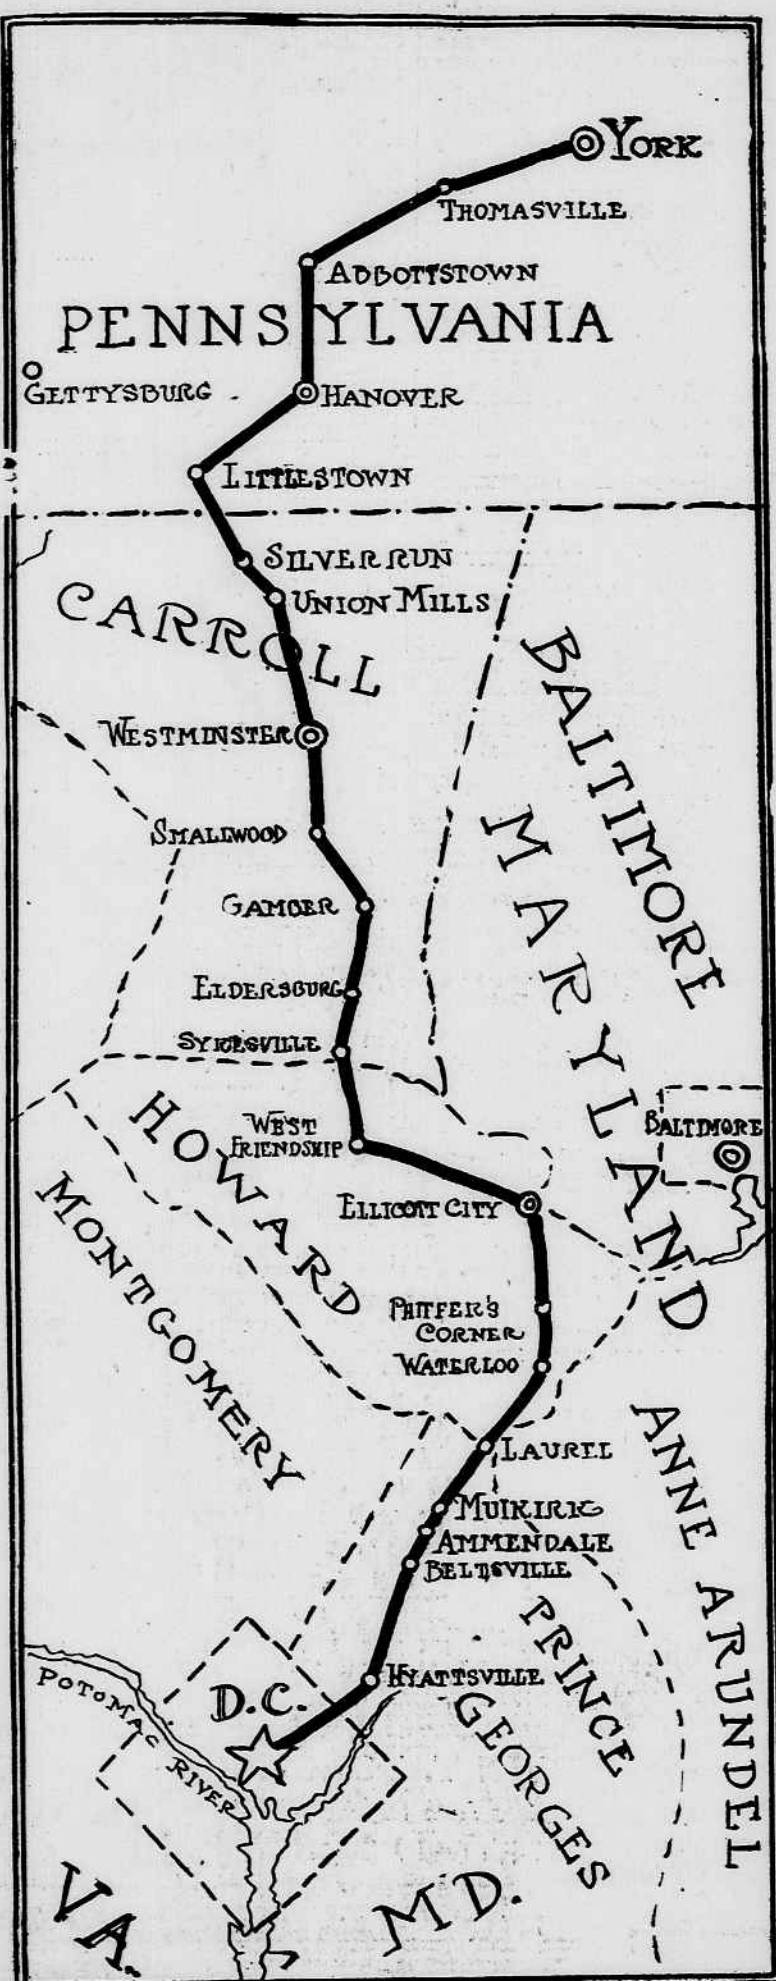 YORK
THOMASVILLE
ABBOTTSTOWN
PENNSYLVANIA
GETTYSBURG
HANOVER
LITTLESTOWN
SILVER RUN
UNION MILLS
CARROLL
BALTIMORE
WESTMINSTER
MARYLAND
SMALLWOOD
GAMBER
ELDERSBURG
SYKESVILLE
HOWARD
WEST
FRIENDSHIP
BALTIMORE
MONTGOMERY
ELLICOTT CITY
PHIFFER'S
CORNER
WATERLOO
LAUREL
ANNE ARUNDEL
MUIRKIRK
AMMENDALE
BELTSVILLE
PRINCE
GEORGES
HYATTSVILLE
D.C.
POTOMAC RIVER
VA.
MD.